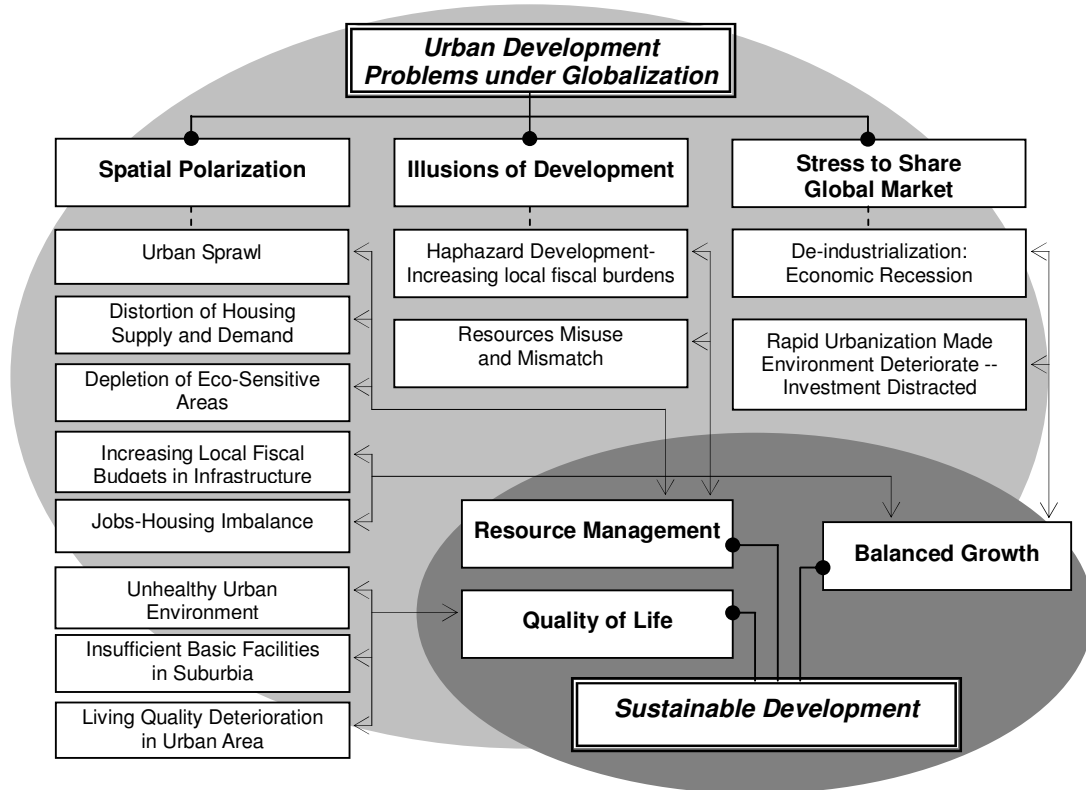 Urban Development
Problems under Globalization
Spatial Polarization
Illusions of Development
Stress to Share
Global Market
Urban Sprawl
Distortion of Housing
Supply and Demand
Depletion of Eco-Sensitive
Areas
Increasing Local Fiscal
Budgets in Infrastructure
Jobs-Housing Imbalance
Unhealthy Urban
Environment
Insufficient Basic Facilities
in Suburbia
Living Quality Deterioration
in Urban Area
Haphazard Development-
Increasing local fiscal burdens
Resources Misuse
and Mismatch
De-industrialization:
Economic Recession
Rapid Urbanization Made
Environment Deteriorate --
Investment Distracted
Resource Management
Balanced Growth
Quality of Life
Sustainable Development